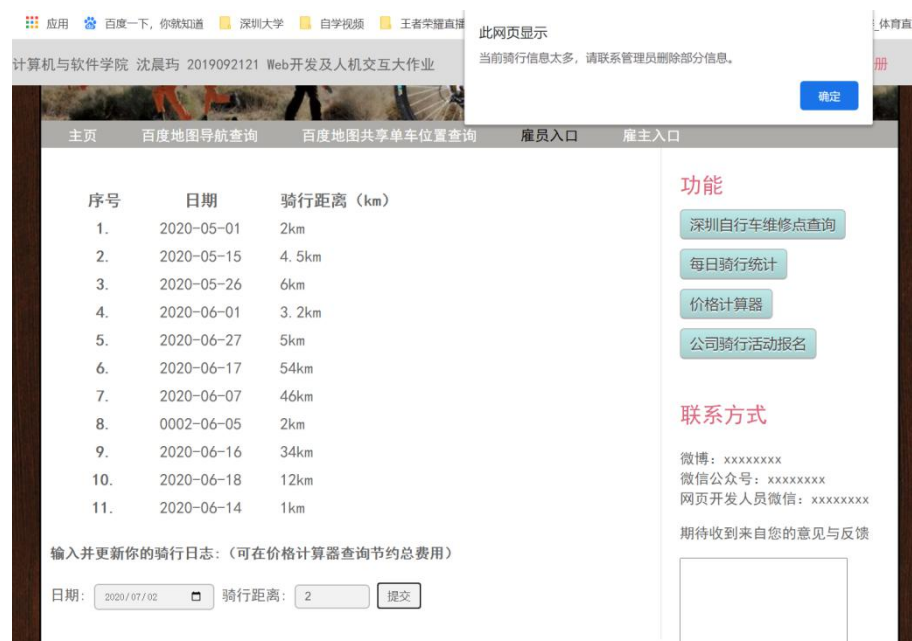 应用 百度一下，你就知道 深圳大学 自学视频 王者荣耀直播
_体育直
此网页显示
当前骑行信息太多，请联系管理员删除部分信息。
确定
计算机与软件学院 沈晨玙 2019092121 Web开发及人机交互大作业
册
主页 百度地图导航查询 百度地图共享单车位置查询 雇员入口 雇主入口
序号 日期 骑行距离（km）
1. 2020-05-01 2km
2. 2020-05-15 4.5km
3. 2020-05-26 6km
4. 2020-06-01 3.2km
5. 2020-06-27 5km
6. 2020-06-17 54km
7. 2020-06-07 46km
8. 0002-06-05 2km
9. 2020-06-16 34km
10. 2020-06-18 12km
11. 2020-06-14 1km
输入并更新你的骑行日志：（可在价格计算器查询节约总费用）
日期： 2020/07/02 骑行距离： 2 提交
功能
深圳自行车维修点查询
每日骑行统计
价格计算器
公司骑行活动报名
联系方式
微博：xxxxxxxx
微信公众号：xxxxxxxx
网页开发人员微信：xxxxxxxx
期待收到来自您的意见与反馈